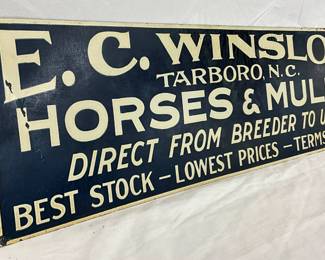 E. C. WINSLO
TARBORO, N. C.
HORSES & MUL
DIRECT FROM BREEDER TO U
BEST STOCK – LOWEST PRICES – TERMS